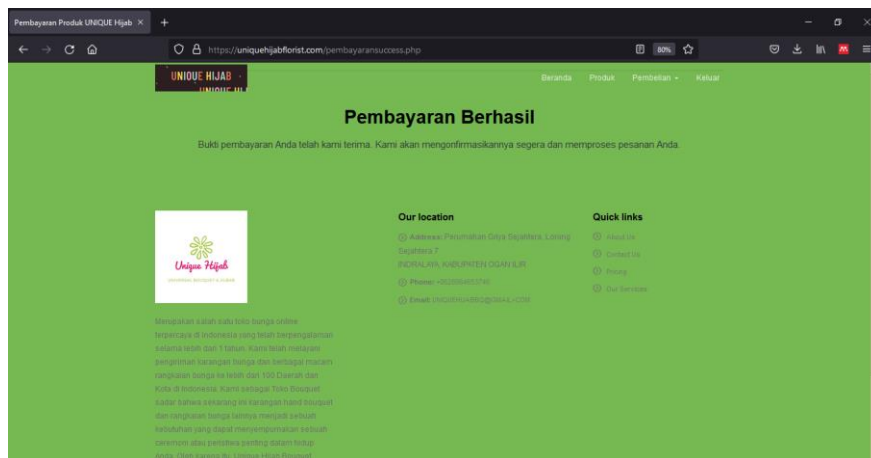 Pembayaran Produk UNIQUE Hijab
https://uniquehijabflorist.com/pembayaransuccess.php
80%
UNIQUE HIJAB
Beranda Produk Pembelian Keluar
Pembayaran Berhasil
Bukti pembayaran Anda telah kami terima. Kami akan mengonfirmasikannya segera dan memproses pesanan Anda.
Unique Hijab
Our location
Address: Perumahan Griya Sejahtera, Lorong
Sejahtera 7
INDRALAYA, KABUPATEN OGAN ILIR
Phone:
Email:
Quick links
About Us
Contact Us
Pricing
Our Services
Merupakan salah satu toko bunga online
terpercaya di Indonesia yang telah berpengalaman
selama lebih dari 1 tahun. Kami telah melayani
pengiriman karangan bunga dan berbagai macam
rangkaian bunga ke lebih dari 100 Daerah dan
Kota di Indonesia. Kami sebagai Toko Bouquet
sadar bahwa sekarang ini karangan hand bouquet
dan rangkaian bunga lainnya menjadi sebuah
kebutuhan yang dapat menyempurnakan sebuah
ceremoni atau peristiwa penting dalam hidup